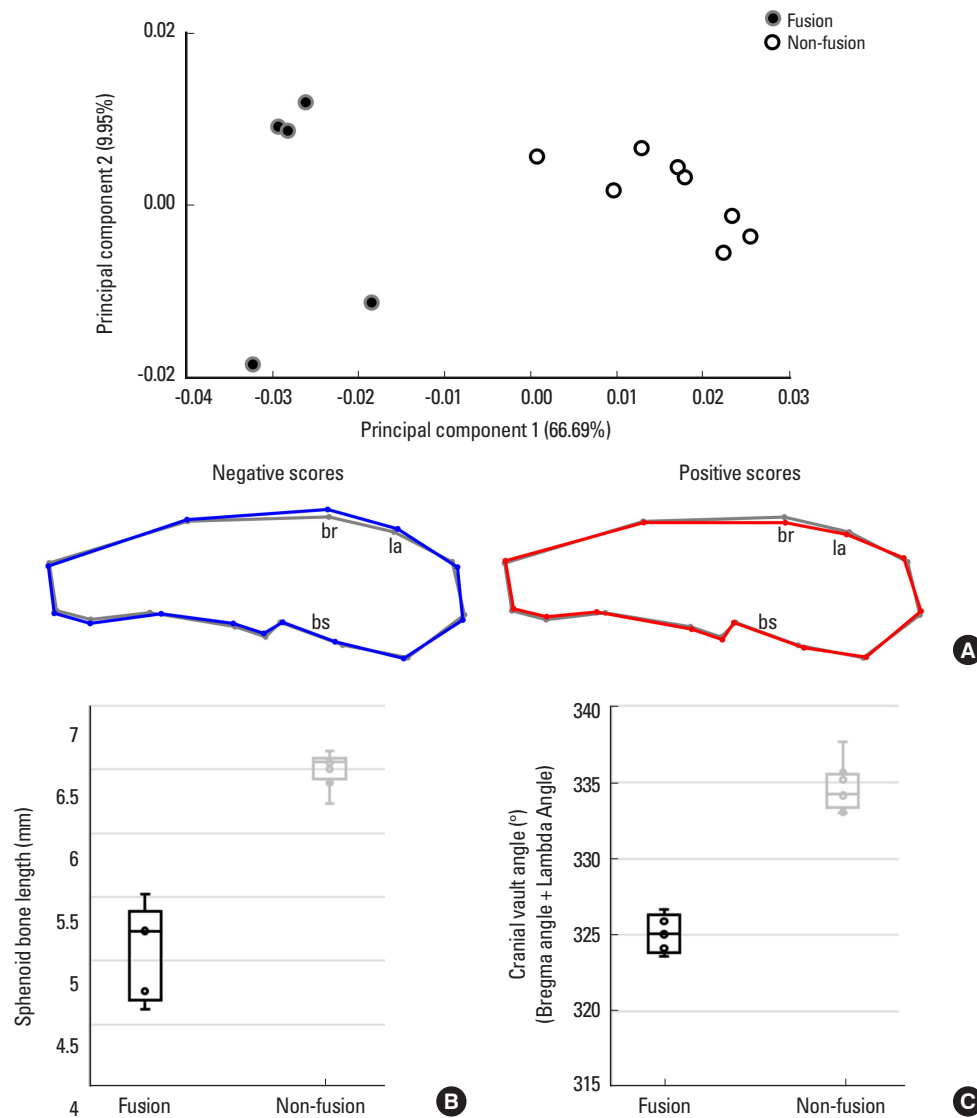 Fusion
Non-fusion
0.02
0.00
-0.02
Principal component 2 (9.95%)
-0.04 -0.03 -0.02 -0.01 0.00 0.01 0.02 0.03
Principal component 1 (66.69%)
Negative scores
Positive scores
br
la
bs
br
la
bs
A
7
6.5
6
5.5
5
4.5
4
Sphenoid bone length (mm)
Fusion Non-fusion
B
340
335
330
325
320
315
Cranial vault angle (°)
(Bregma angle + Lambda Angle)
Fusion Non-fusion
C